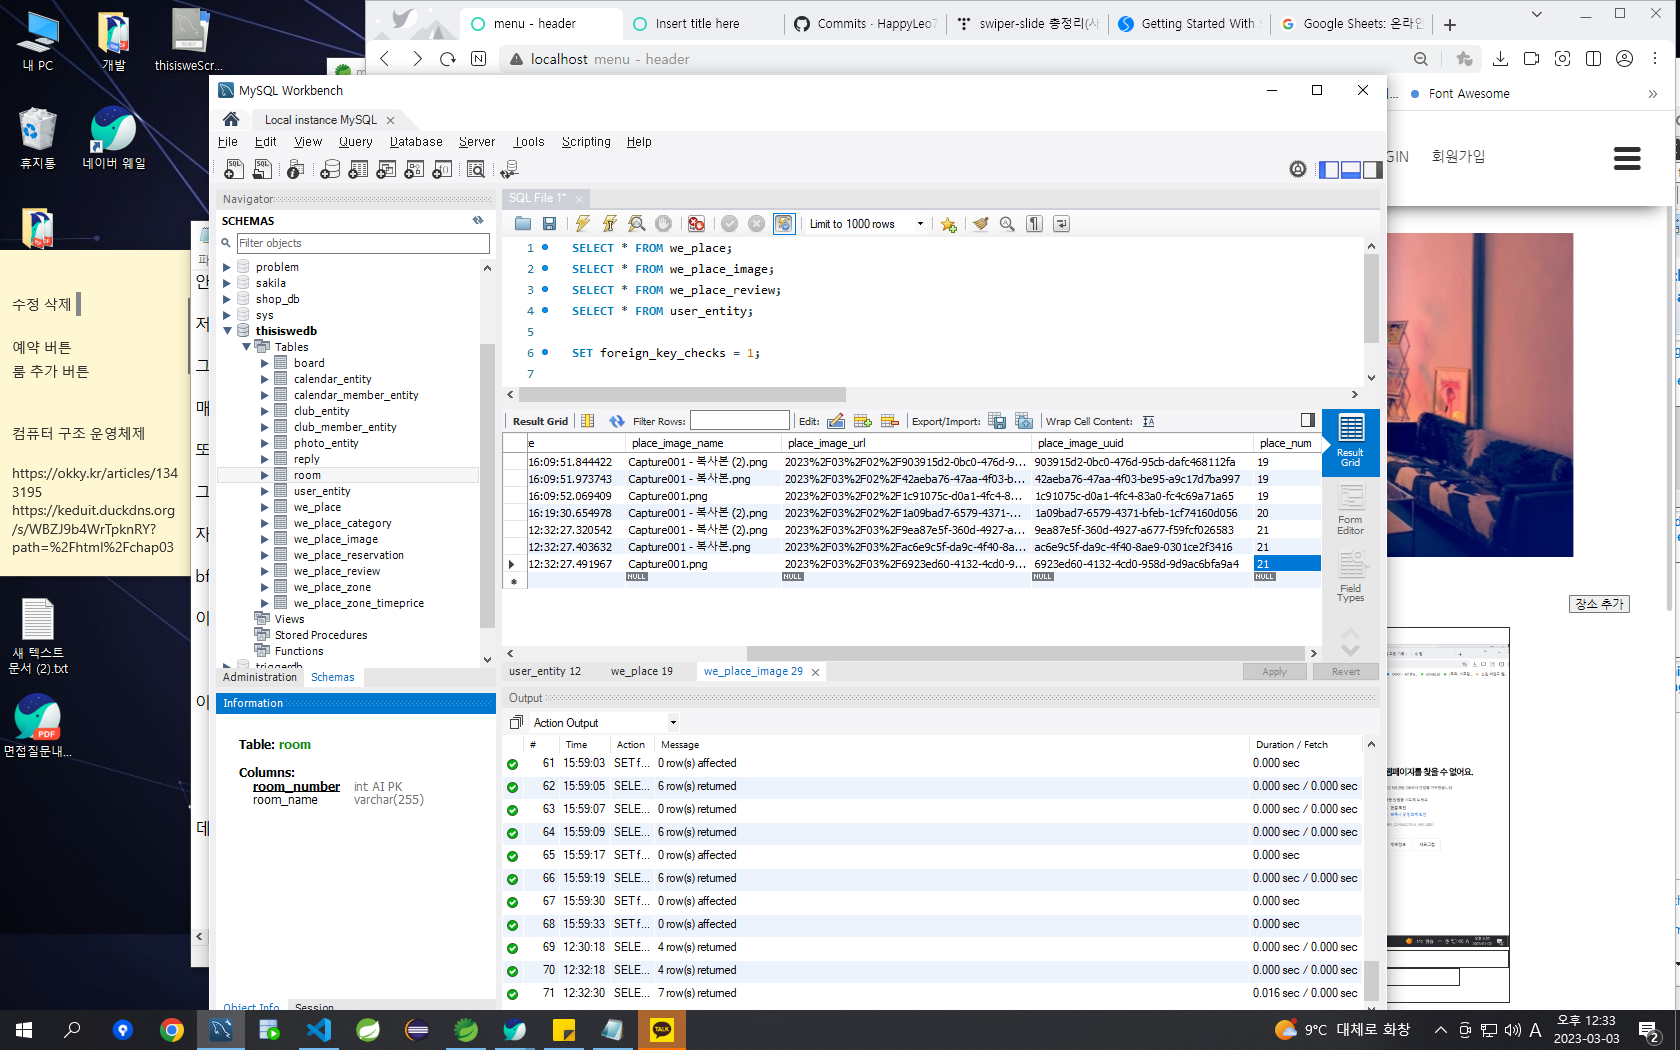 내 PC
개발
thisisweScr...
휴지통
네이버 웨일
수정 삭제
예약 버튼
룸 추가 버튼
컴퓨터 구조 운영체제
https://okky.kr/articles/134
3195
https://keduit.duckdns.org
/s/WBZJ9b4WrTpknRY?
path=%2Fhtml%2Fchap03
새 텍스트
문서 (2).txt
PDF
면접질문내...
menu - header
Insert title here
Commits · HappyLeo7
swiper-slide 총정리(사
Getting Started With
Google Sheets: 온라인
localhost menu - header
Font Awesome
GIN 회원가입
장소 추가
웹페이지를 찾을 수 없어요.
MySQL Workbench
Local instance MySQL
File Edit View Query Database Server Tools Scripting Help
Navigator
SCHEMAS
Filter objects
problem
sakila
shop_db
sys
thisiswedb
Tables
board
calendar_entity
calendar_member_entity
club_entity
club_member_entity
photo_entity
reply
room
user_entity
we_place
we_place_category
we_place_image
we_place_reservation
we_place_review
we_place_zone
we_place_zone_timeprice
Views
Stored Procedures
Functions
triggerdb
Administration Schemas
Information
Table: room
Columns:
room_number int AI PK
room_name varchar(255)
Object Info Session
SQL File 1*
Limit to 1000 rows
1 SELECT * FROM we_place;
2 SELECT * FROM we_place_image;
3 SELECT * FROM we_place_review;
4 SELECT * FROM user_entity;
5
6 SET foreign_key_checks = 1;
7
Result Grid Filter Rows: Edit: Export/Import: Wrap Cell Content:
e place_image_name place_image_url place_image_uuid place_num
16:09:51.844422 Capture001 - 복사본 (2).png 2023%2F03%2F02%2F903915d2-0bc0-476d-9... 903915d2-0bc0-476d-95cb-dafc468112fa 19
16:09:51.973743 Capture001 - 복사본 (2).png 2023%2F03%2F02%2F42aeba76-47aa-4f03-b... 42aeba76-47aa-4f03-be95-a9c17d7ba997 19
16:09:52.069409 Capture001.png 2023%2F03%2F02%2F1c91075c-d0a1-4fc4-8... 1c91075c-d0a1-4fc4-83a0-fc4c69a71a65 19
16:19:30.654978 Capture001 - 복사본 (2).png 2023%2F03%2F02%2F1a09bad7-6579-4371-... 1a09bad7-6579-4371-bfeb-1cf74160d056 20
12:32:27.320542 Capture001 - 복사본 (2).png 2023%2F03%2F03%2F9ea87e5f-360d-4927-a... 9ea87e5f-360d-4927-a677-f59fcf026583 21
12:32:27.403632 Capture001 - 복사본.png 2023%2F03%2F03%2Fac6e9c5f-da9c-4f40-8a... ac6e9c5f-da9c-4f40-8ae9-0301ce2f3416 21
12:32:27.491967 Capture001.png 2023%2F03%2F03%2F6923ed60-4132-4cd0-9... 6923ed60-4132-4cd0-958d-9d9ac6bfa9a4 21
NULL NULL NULL NULL
Result
Grid
Form
Editor
Field
Types
user_entity 12 we_place 19 we_place_image 29 Apply Revert
Output
Action Output
# Time Action Message Duration / Fetch
61 15:59:03 SET f... 0 row(s) affected 0.000 sec
62 15:59:05 SELE... 6 row(s) returned 0.000 sec / 0.000 sec
63 15:59:07 SELE... 0 row(s) affected 0.000 sec
64 15:59:09 SELE... 6 row(s) returned 0.000 sec / 0.000 sec
65 15:59:17 SET f... 0 row(s) affected 0.000 sec
66 15:59:19 SELE... 6 row(s) returned 0.000 sec / 0.000 sec
67 15:59:30 SET f... 0 row(s) affected 0.000 sec
68 15:59:33 SET f... 0 row(s) affected 0.000 sec
69 12:30:18 SELE... 4 row(s) returned 0.000 sec / 0.000 sec
70 12:32:18 SELE... 4 row(s) returned 0.000 sec / 0.000 sec
71 12:32:30 SELE... 7 row(s) returned 0.016 sec / 0.000 sec
TALK
9°C 대체로 화창
A
오후 12:33
2023-03-03
2